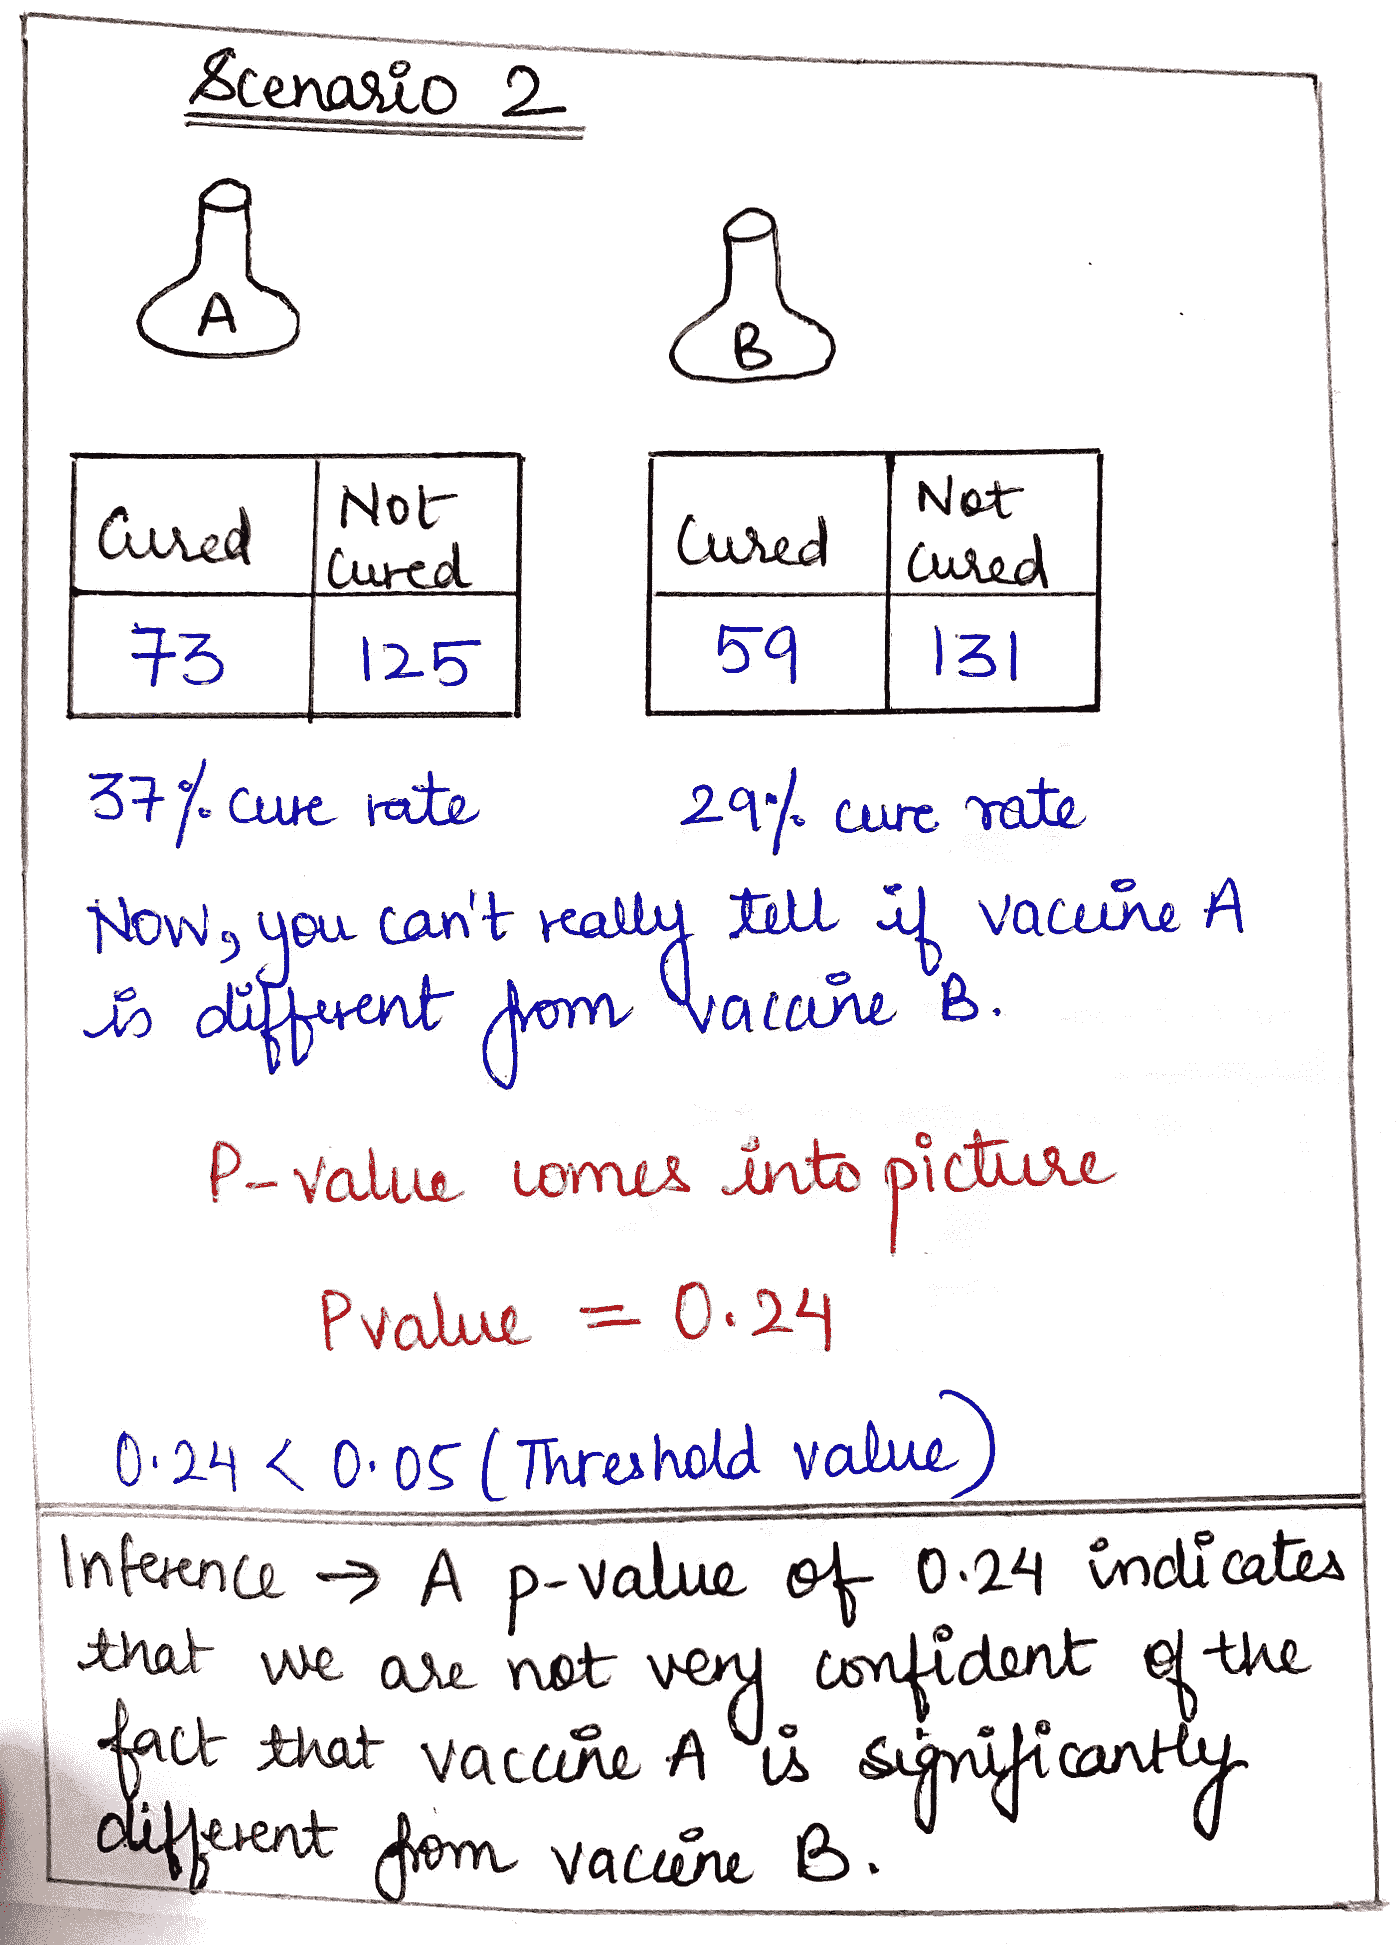 Scenario 2
A
B
Cured
Not
Cured
73
125
Cured
Not
Cured
59
131
37% cure rate
29% cure rate
Now, you can't really tell if vaccine A
is different from vaccine B.
P-value comes into picture
Pvalue = 0.24
0.24 < 0.05 (Threshold value)
Inference → A p-value of 0.24 indicates
that we are not very confident of the
fact that vaccine A is significantly
different from vaccine B.